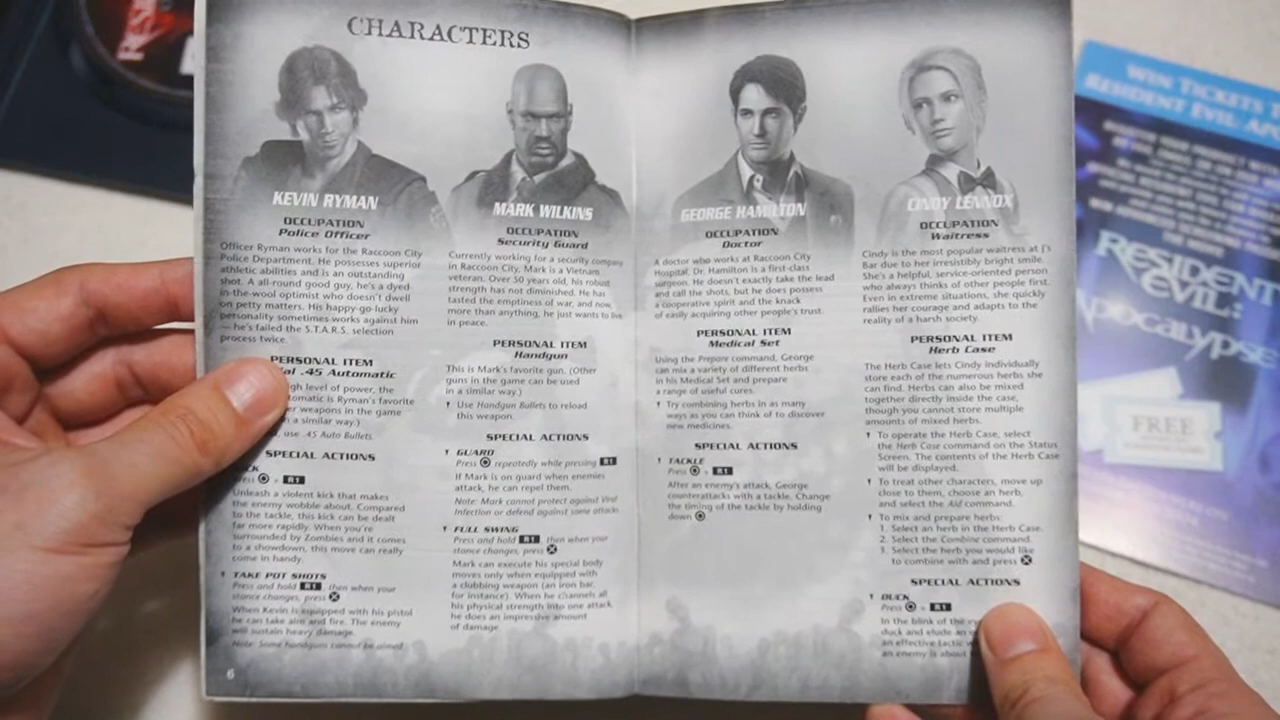 CHARACTERS
KEVIN RYMAN
OCCUPATION
Police Officer
Officer Ryman works for the Raccoon City
Police Department. He possesses superior
athletic abilities and is an outstanding
shot. A all-round good guy, he's a dyed-
in-the-wool optimist who doesn't dwell
on petty matters. His happy-go-lucky
personality sometimes works against him
— he's failed the S.T.A.R.S. selection
process twice.
PERSONAL ITEM
.45 Automatic
high level of power, the
is Ryman's favorite
weapons in the game
in a similar way.)
use .45 Auto Bullets.
SPECIAL ACTIONS
Press + R1
Unleash a violent kick that makes
the enemy wobble about. Compared
to the tackle, this kick can be dealt
far more rapidly. When you're
surrounded by Zombies and it comes
to a showdown, this move can really
come in handy.
TAKE POT SHOTS
Press and hold R1, then when your
stance changes, press
When Kevin is equipped with his pistol
he can take aim and fire. The enemy
will sustain heavy damage.
Note: Some handguns cannot be aimed
6
MARK WILKINS
OCCUPATION
Security Guard
Currently working for a security company
in Raccoon City, Mark is a Vietnam
veteran. Over 50 years old, his robust
strength has not diminished. He has
tasted the emptiness of war, and now,
more than anything, he just wants to live
in peace.
PERSONAL ITEM
Handgun
This is Mark's favorite gun. (Other
guns in the game can be used
in a similar way.)
Use Handgun Bullets to reload
this weapon.
SPECIAL ACTIONS
GUARD
Press repeatedly while pressing R1
If Mark is on guard when enemies
attack, he can repel them.
Note: Mark cannot protect against Viral
Infection or defend against some attacks
FULL SWING
Press and hold R1, then when your
stance changes, press
Mark can execute his special body
moves only when equipped with
a clubbing weapon (an iron bar,
for instance). When he channels all
his physical strength into one attack
he does an impressive amount
of damage.
GEORGE HAMILTON
OCCUPATION
Doctor
A doctor who works at Raccoon City
Hospital, Dr. Hamilton is a first-class
surgeon. He doesn't exactly take the lead
and call the shots, but he does possess
a cooperative spirit and the knack
of easily acquiring other people's trust.
PERSONAL ITEM
Medical Set
Using the Prepare command, George
can mix a variety of different herbs
in his Medical Set and prepare
a range of useful cures.
Try combining herbs in as many
ways as you can think of to discover
new medicines.
SPECIAL ACTIONS
TACKLE
Press + R1
After an enemy's attack, George
counterattacks with a tackle. Change
the timing of the tackle by holding
down
CINDY LENNOX
OCCUPATION
Waitress
Cindy is the most popular waitress at J's
Bar due to her irresistibly bright smile.
She's a helpful, service-oriented person
who always thinks of other people first.
Even in extreme situations, she quickly
rallies her courage and adapts to the
reality of a harsh society.
PERSONAL ITEM
Herb Case
The Herb Case lets Cindy individually
store each of the numerous herbs she
can find. Herbs can also be mixed
together directly inside the case,
though you cannot store multiple
amounts of mixed herbs.
To operate the Herb Case, select
the Herb Case command on the Status
Screen. The contents of the Herb Case
will be displayed.
To treat other characters, move up
close to them, choose an herb,
and select the Aid command.
To mix and prepare herbs:
1. Select an herb in the Herb Case.
2. Select the Combine command.
3. Select the herb you would like
to combine with and press
SPECIAL ACTIONS
DUCK
Press + R1
In the blink of the
duck and elude an
an effective tactic
an enemy is about
WIN TICKETS
RESIDENT EVIL:
RESIDENT
EVIL:
Apocalypse
FREE